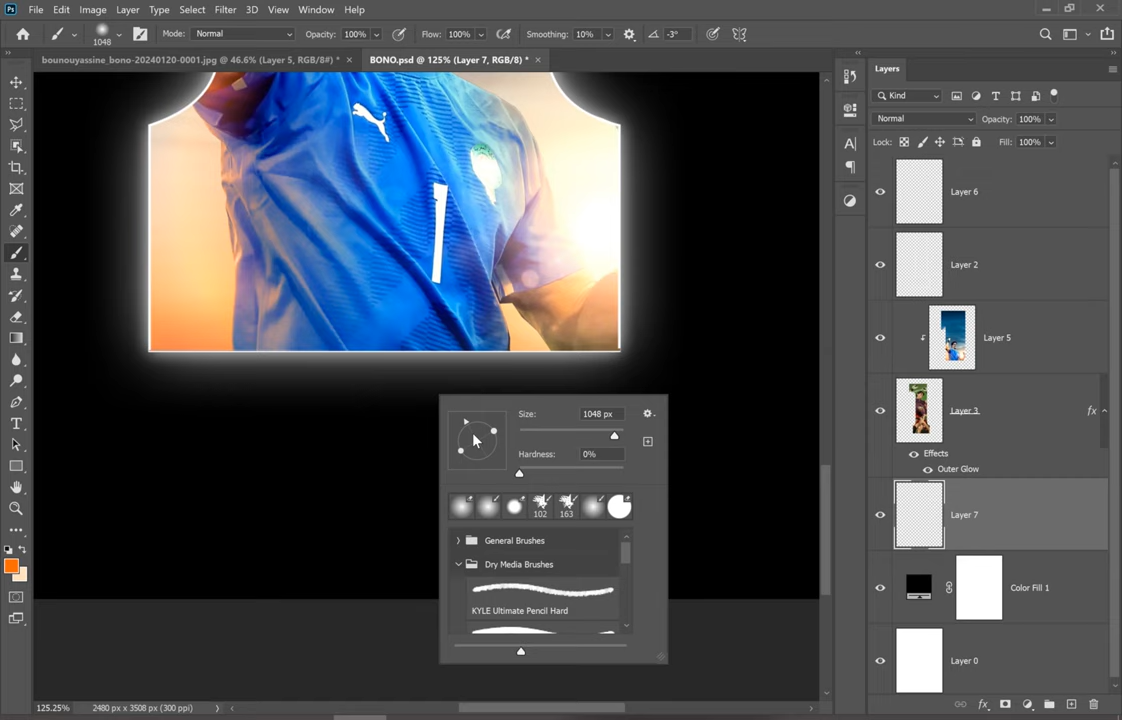 Ps File Edit Image Layer Type Select Filter 3D View Window Help
1048 Mode: Normal Opacity: 100% Flow: 100% Smoothing: 10% -3°
bounouyassine_bono-20240120-0001.jpg @ 46.6% (Layer 5, RGB/8#) * × BONO.psd @ 125% (Layer 7, RGB/8) * ×
Layers
Kind
Normal Opacity: 100%
Lock: Fill: 100%
Layer 6
Layer 2
Layer 5
Layer 3 fx
Effects
Outer Glow
Layer 7
Color Fill 1
Layer 0
1
Size: 1048 px
Hardness: 0%
102 163
General Brushes
Dry Media Brushes
KYLE Ultimate Pencil Hard
125.25% 2480 px x 3508 px (300 ppi)
fx